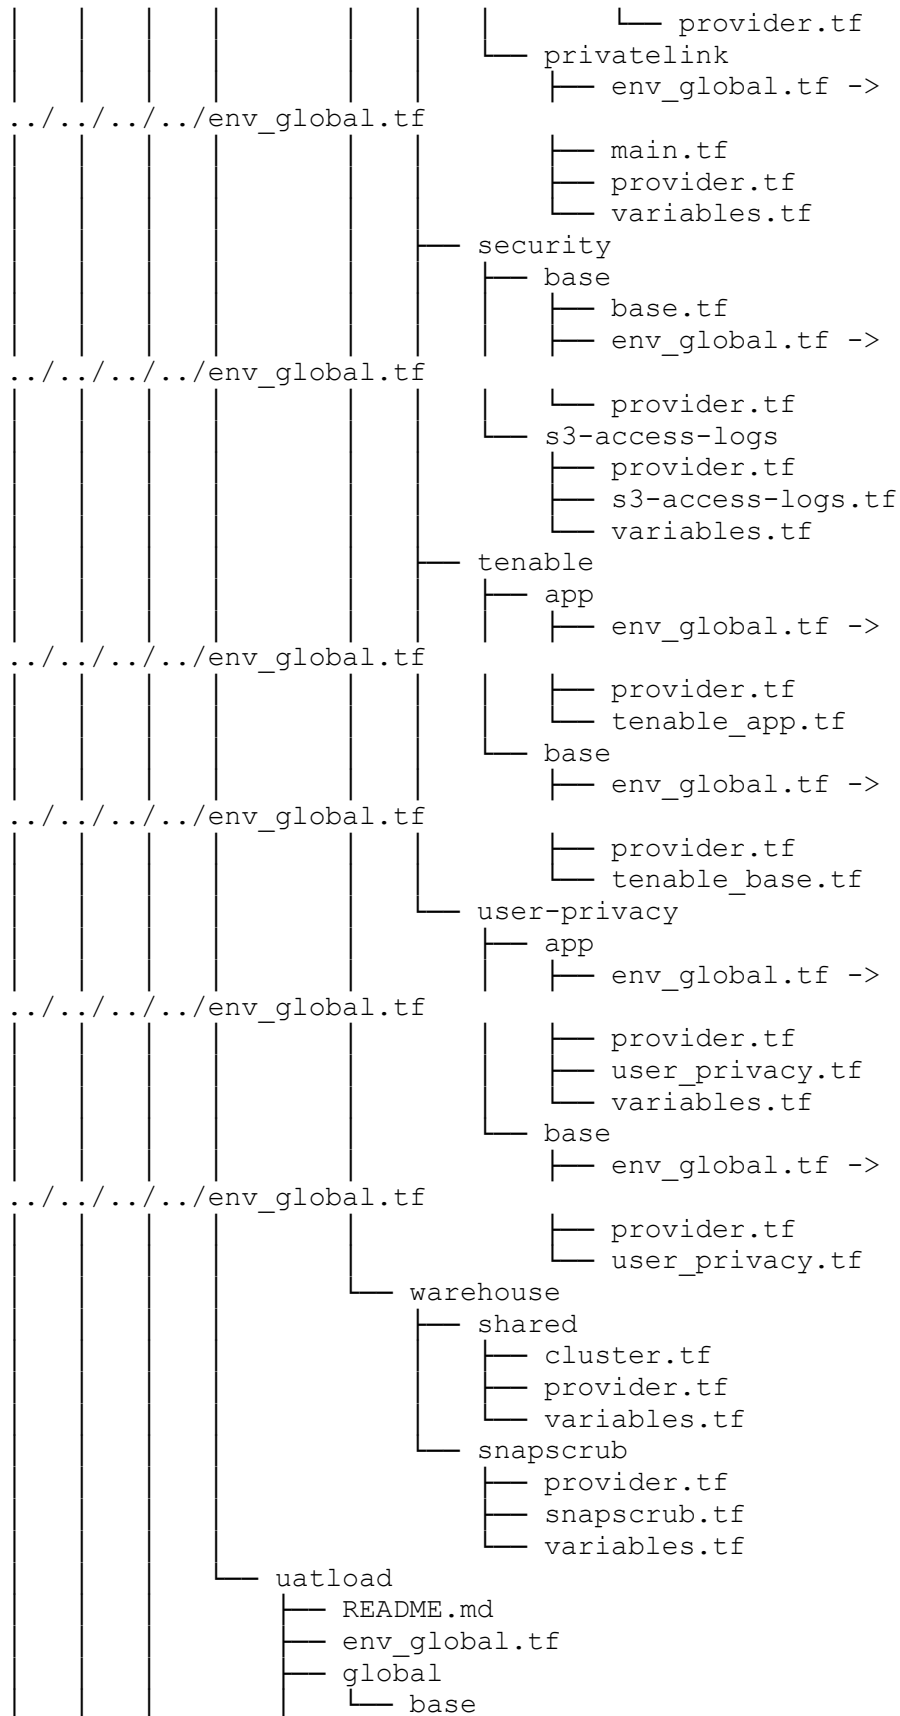 │   │   │   │       │   │   │       └── provider.tf
│   │   │   │       │   │   └── privatelink
│   │   │   │       │   │       ├── env_global.tf ->
../../../../env_global.tf
│   │   │   │       │   │       ├── main.tf
│   │   │   │       │   │       ├── provider.tf
│   │   │   │       │   │       └── variables.tf
│   │   │   │       │   ├── security
│   │   │   │       │   │   ├── base
│   │   │   │       │   │   │   ├── base.tf
│   │   │   │       │   │   │   ├── env_global.tf ->
../../../../env_global.tf
│   │   │   │       │   │   │   └── provider.tf
│   │   │   │       │   │   └── s3-access-logs
│   │   │   │       │   │       ├── provider.tf
│   │   │   │       │   │       ├── s3-access-logs.tf
│   │   │   │       │   │       └── variables.tf
│   │   │   │       │   ├── tenable
│   │   │   │       │   │   ├── app
│   │   │   │       │   │   │   ├── env_global.tf ->
../../../../env_global.tf
│   │   │   │       │   │   │   ├── provider.tf
│   │   │   │       │   │   │   └── tenable_app.tf
│   │   │   │       │   │   └── base
│   │   │   │       │   │       ├── env_global.tf ->
../../../../env_global.tf
│   │   │   │       │   │       ├── provider.tf
│   │   │   │       │   │       └── tenable_base.tf
│   │   │   │       │   └── user-privacy
│   │   │   │       │       ├── app
│   │   │   │       │       │   ├── env_global.tf ->
../../../../env_global.tf
│   │   │   │       │       │   ├── provider.tf
│   │   │   │       │       │   ├── user_privacy.tf
│   │   │   │       │       │   └── variables.tf
│   │   │   │       │       └── base
│   │   │   │       │           ├── env_global.tf ->
../../../../env_global.tf
│   │   │   │       │           ├── provider.tf
│   │   │   │       │           └── user_privacy.tf
│   │   │   │       └── warehouse
│   │   │   │           ├── shared
│   │   │   │           │   ├── cluster.tf
│   │   │   │           │   ├── provider.tf
│   │   │   │           │   └── variables.tf
│   │   │   │           └── snapscrub
│   │   │   │               ├── provider.tf
│   │   │   │               ├── snapscrub.tf
│   │   │   │               └── variables.tf
│   │   │   └── uatload
│   │   │       ├── README.md
│   │   │       ├── env_global.tf
│   │   │       ├── global
│   │   │       │   └── base